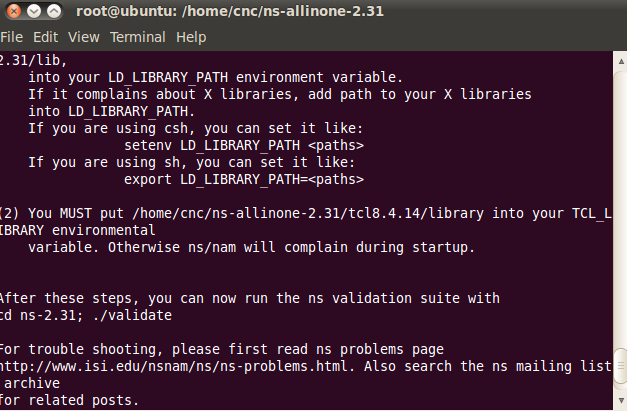 root@ubuntu: /home/cnc/ns-allinone-2.31
File Edit View Terminal Help
2.31/lib,
into your LD_LIBRARY_PATH environment variable.
If it complains about X libraries, add path to your X libraries
into LD_LIBRARY_PATH.
If you are using csh, you can set it like:
setenv LD_LIBRARY_PATH <paths>
If you are using sh, you can set it like:
export LD_LIBRARY_PATH=<paths>
(2) You MUST put /home/cnc/ns-allinone-2.31/tcl8.4.14/library into your TCL_L
IBRARY environmental
variable. Otherwise ns/nam will complain during startup.
After these steps, you can now run the ns validation suite with
cd ns-2.31; ./validate
For trouble shooting, please first read ns problems page
http://www.isi.edu/nsnam/ns/ns-problems.html. Also search the ns mailing list
archive
for related posts.